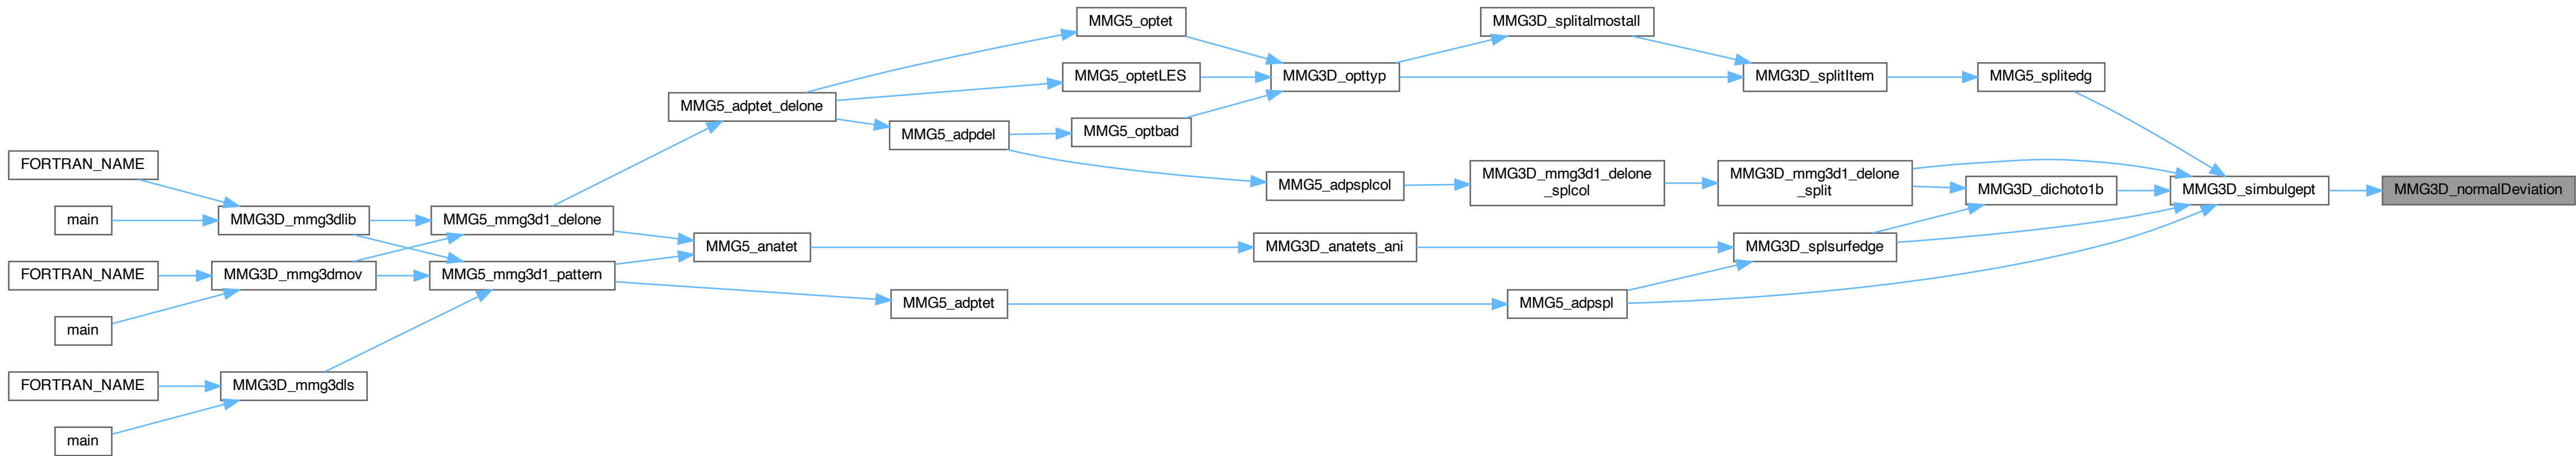 MMG5_optet
MMG3D_splitalmostall
MMG5_optetLES
MMG3D_opttyp
MMG3D_splitItem
MMG5_splitedg
MMG5_adptet_delone
MMG5_adpdel
MMG5_optbad
FORTRAN_NAME
MMG5_adpsplcol
MMG3D_mmg3d1_delone
_splcol
MMG3D_mmg3d1_delone
_split
MMG3D_dichoto1b
MMG3D_simbulgept
MMG3D_normalDeviation
main
MMG3D_mmg3dlib
MMG5_mmg3d1_delone
MMG5_anatet
MMG3D_anatets_ani
MMG3D_splsurfedge
FORTRAN_NAME
MMG3D_mmg3dmov
MMG5_mmg3d1_pattern
MMG5_adptet
MMG5_adpspl
main
FORTRAN_NAME
MMG3D_mmg3dls
main